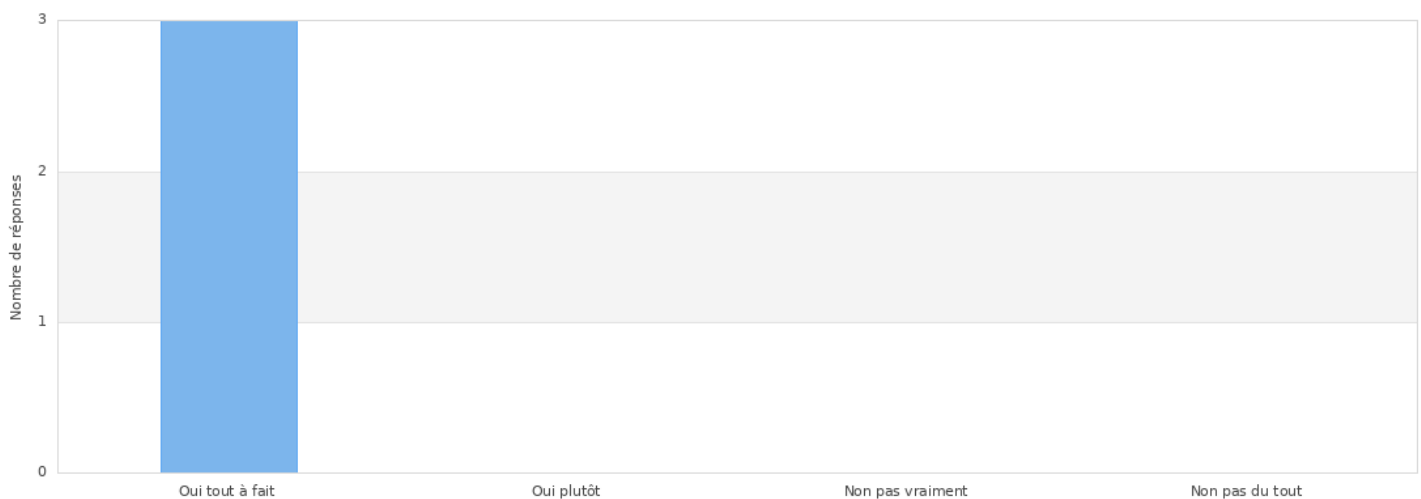 3
2
1
0
Nombre de réponses
Oui tout à fait
Oui plutôt
Non pas vraiment
Non pas du tout